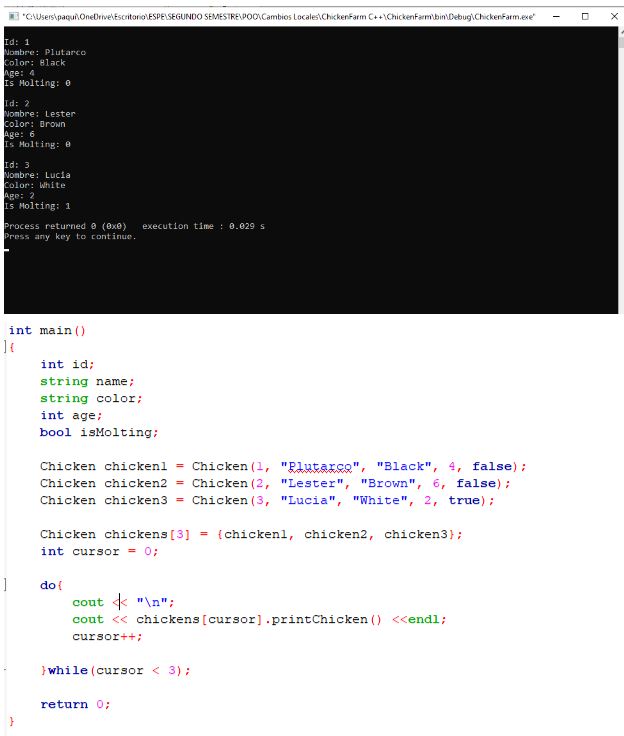 "C:\Users\paqui\OneDrive\Escritorio\ESPE\SEGUNDO SEMESTRE\POO\Cambios Locales\ChickenFarm C++\ChickenFarm\bin\Debug\ChickenFarm.exe"
Id: 1
Nombre: Plutarco
Color: Black
Age: 4
Is Molting: 0
Id: 2
Nombre: Lester
Color: Brown
Age: 6
Is Molting: 0
Id: 3
Nombre: Lucia
Color: White
Age: 2
Is Molting: 1
Process returned 0 (0x0)   execution time : 0.029 s
Press any key to continue.
int main()
{
    int id;
    string name;
    string color;
    int age;
    bool isMolting;
    Chicken chicken1 = Chicken(1, "Plutarco", "Black", 4, false);
    Chicken chicken2 = Chicken(2, "Lester", "Brown", 6, false);
    Chicken chicken3 = Chicken(3, "Lucia", "White", 2, true);
    Chicken chickens[3] = {chicken1, chicken2, chicken3};
    int cursor = 0;
    do{
        cout << "\n";
        cout << chickens[cursor].printChicken() <<endl;
        cursor++;
    }while(cursor < 3);
    return 0;
}